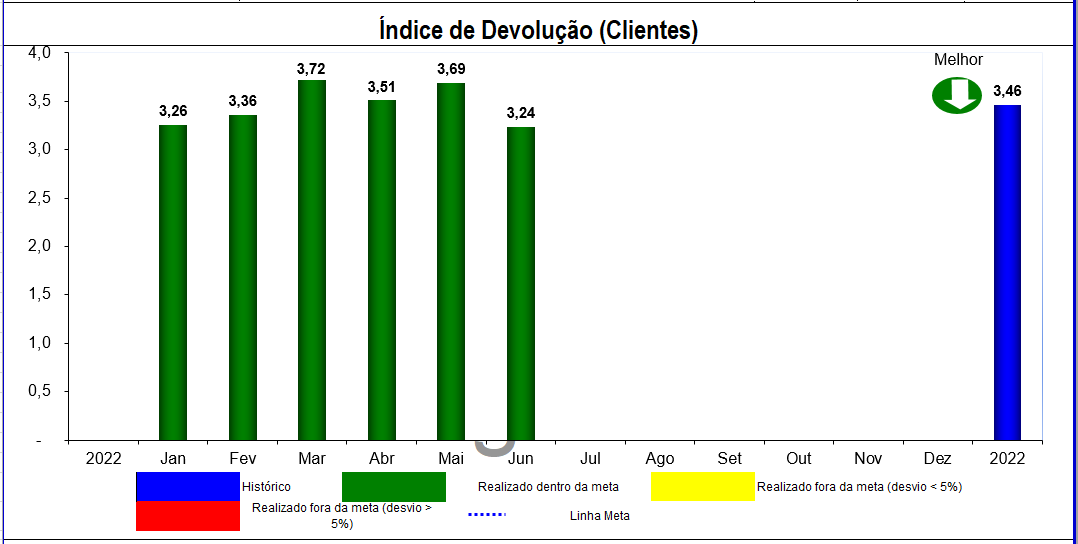 Índice de Devolução (Clientes)
4,0
3,5
3,0
2,5
2,0
1,5
1,0
0,5
-
3,26
3,36
3,72
3,51
3,69
3,24
Melhor
3,46
2022 Jan Fev Mar Abr Mai Jun Jul Ago Set Out Nov Dez 2022
Histórico
Realizado dentro da meta
Realizado fora da meta (desvio < 5%)
Realizado fora da meta (desvio >
5%)
Linha Meta